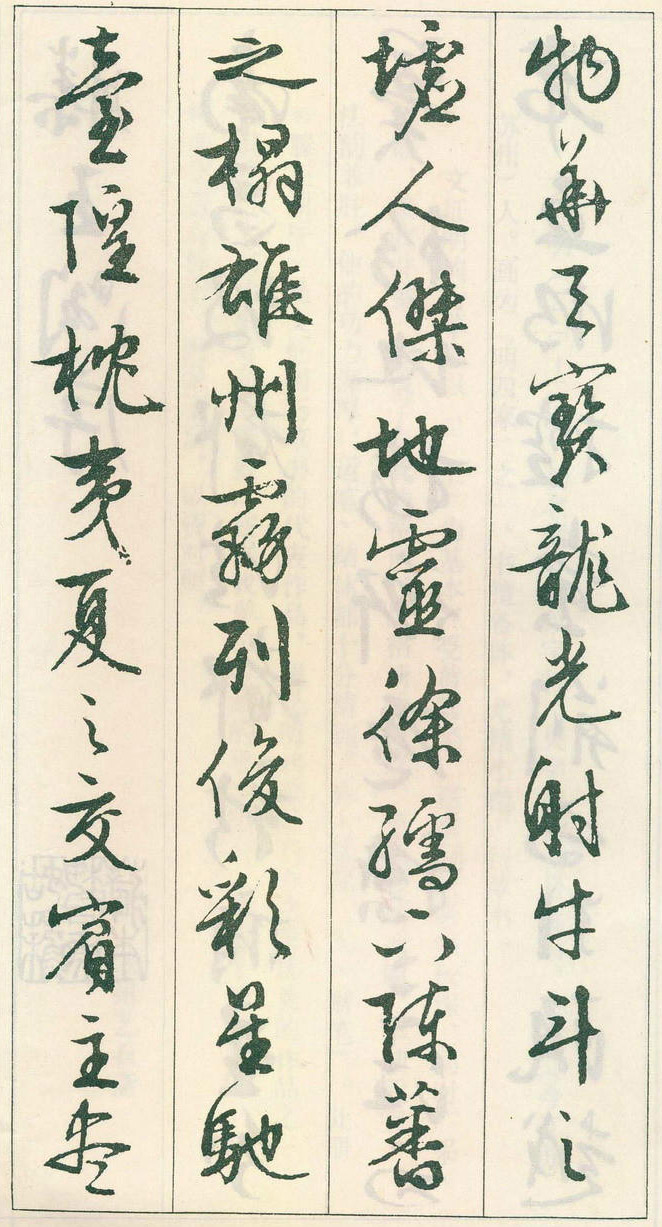 物華天寶龍光射牛斗之
墟人傑地靈徐孺下陳蕃
之榻雄州霧列俊彩星馳
臺隍枕夷夏之交賓主盡